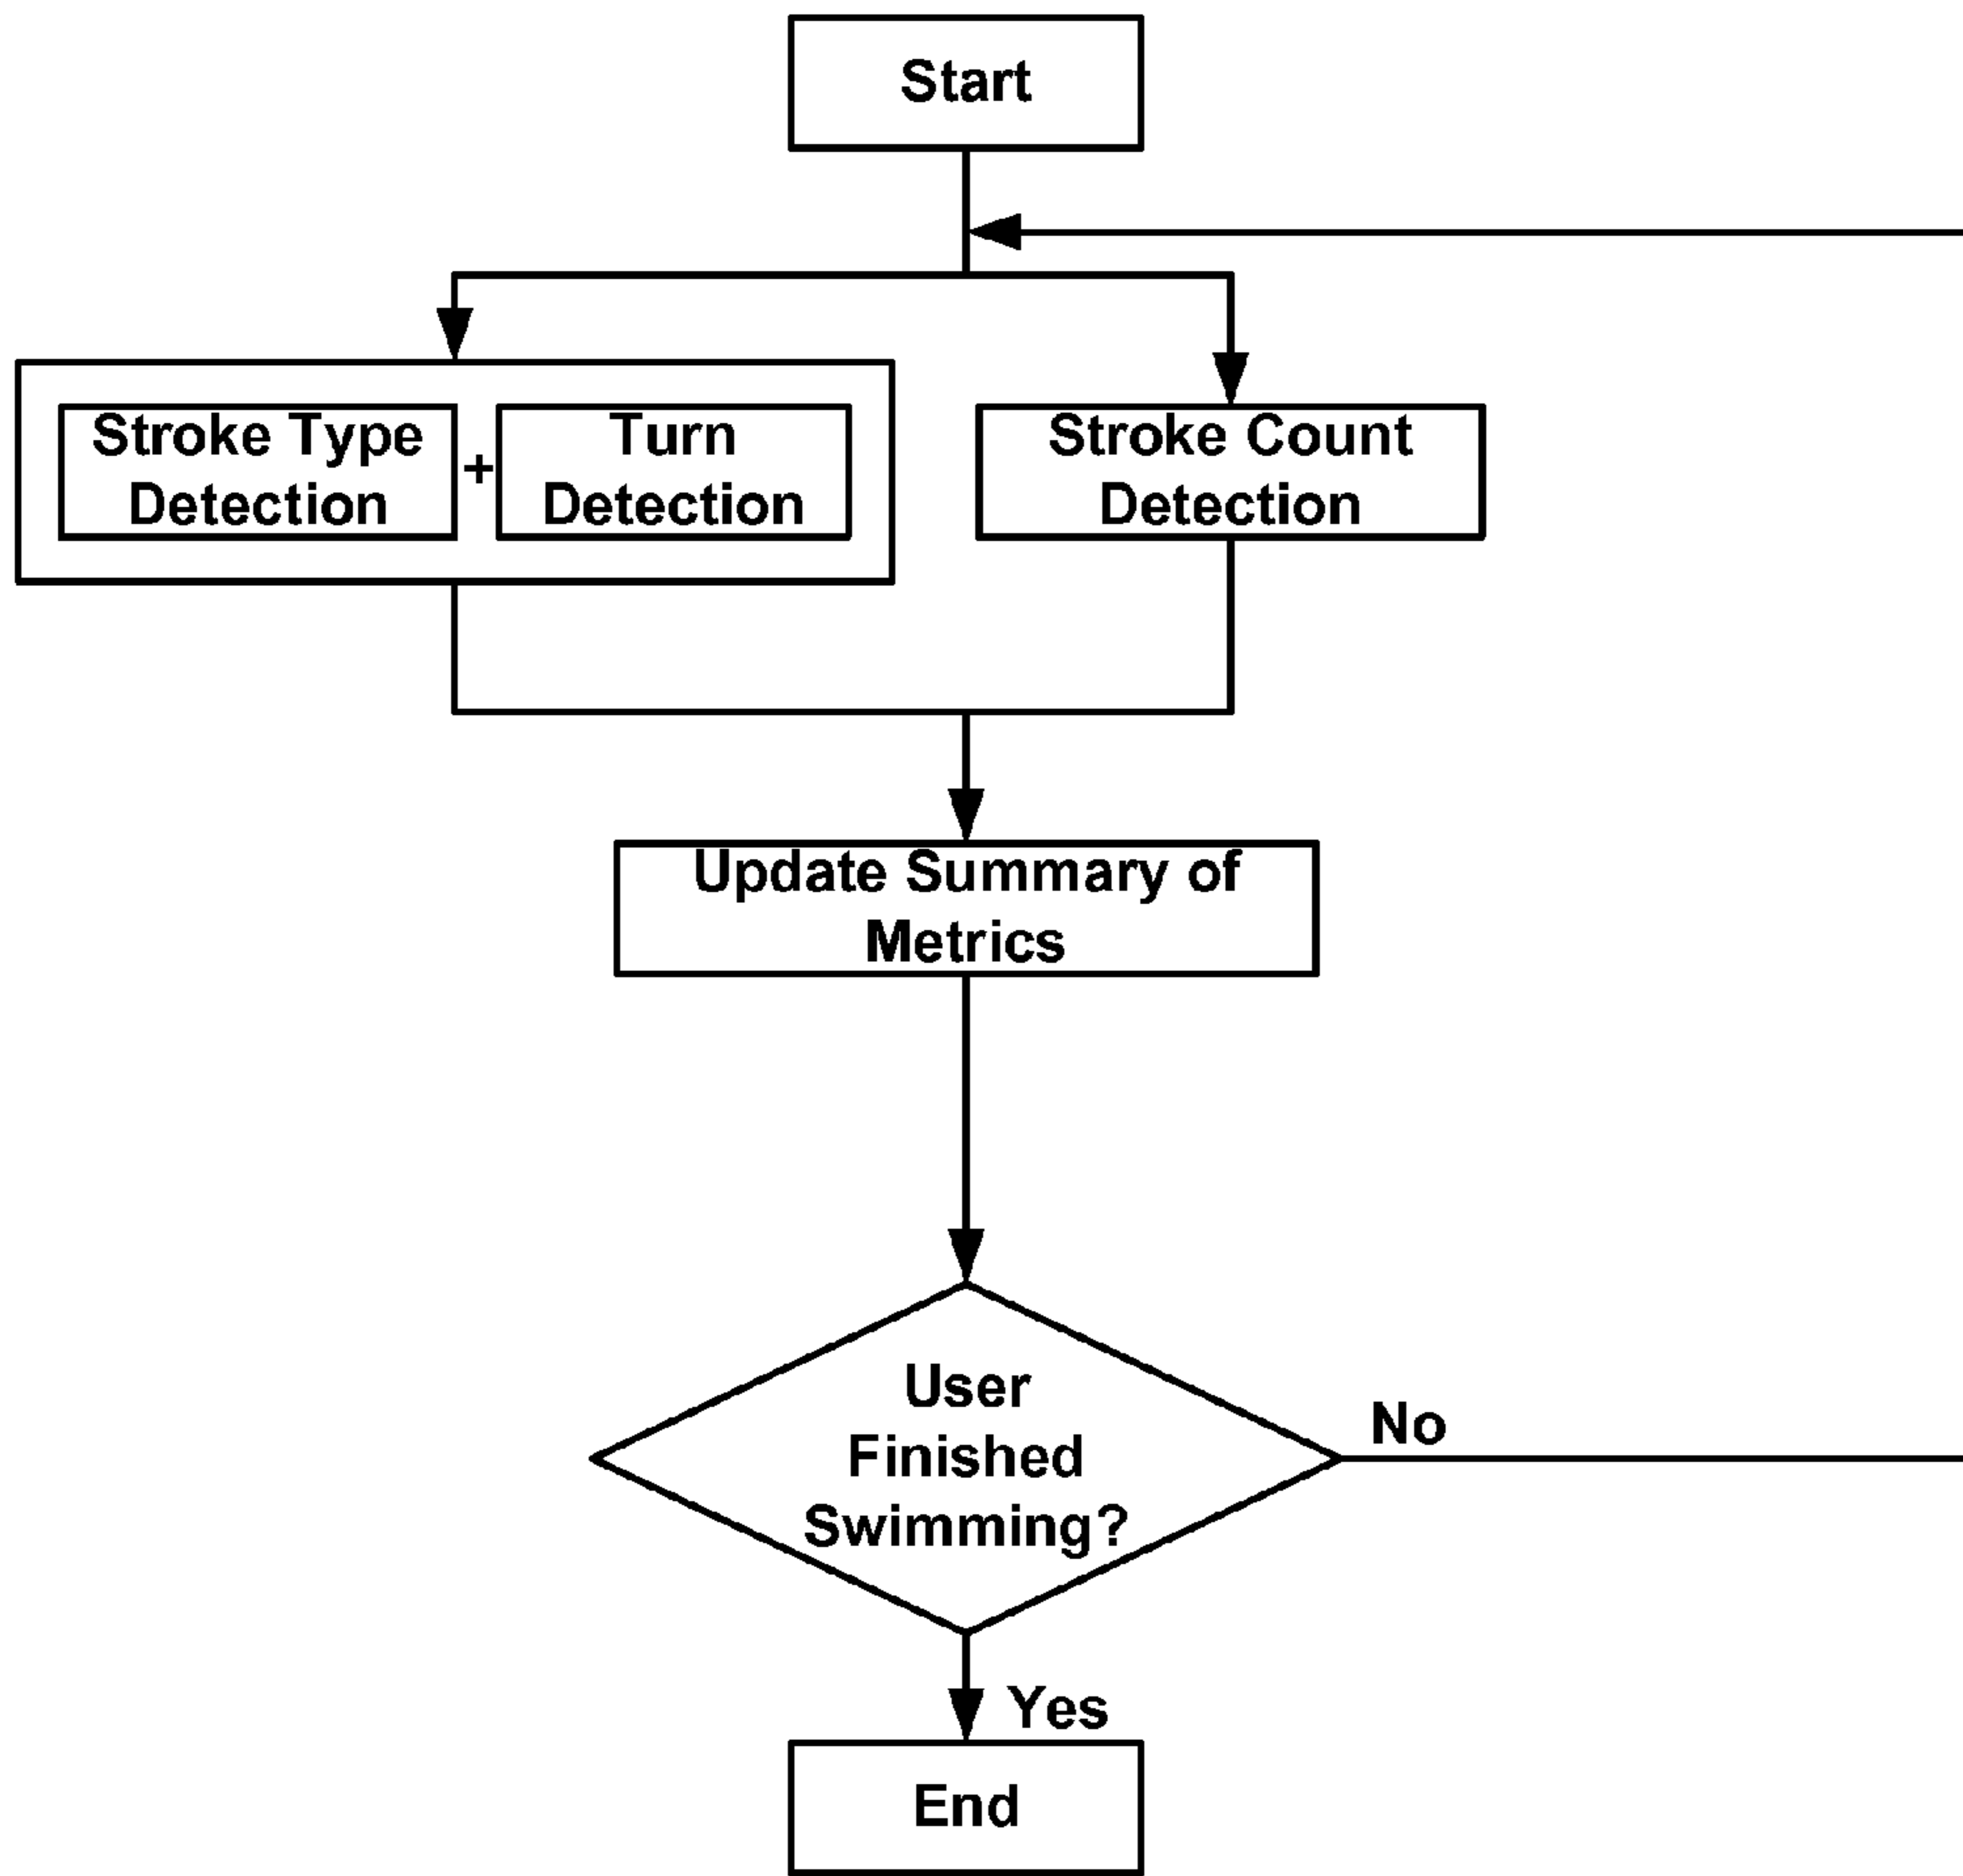 Start
Stroke Type
Detection
+
Turn
Detection
Stroke Count
Detection
Update Summary of
Metrics
User
Finished
Swimming?
No
Yes
End